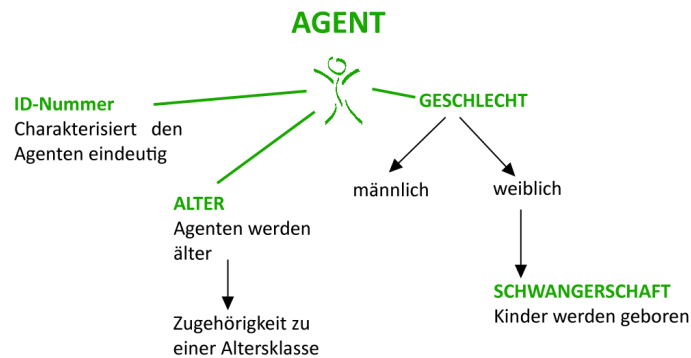 AGENT
ID-Nummer
Charakterisiert den
Agenten eindeutig
GESCHLECHT
männlich
weiblich
ALTER
Agenten werden
älter
Zugehörigkeit zu
einer Altersklasse
SCHWANGERSCHAFT
Kinder werden geboren